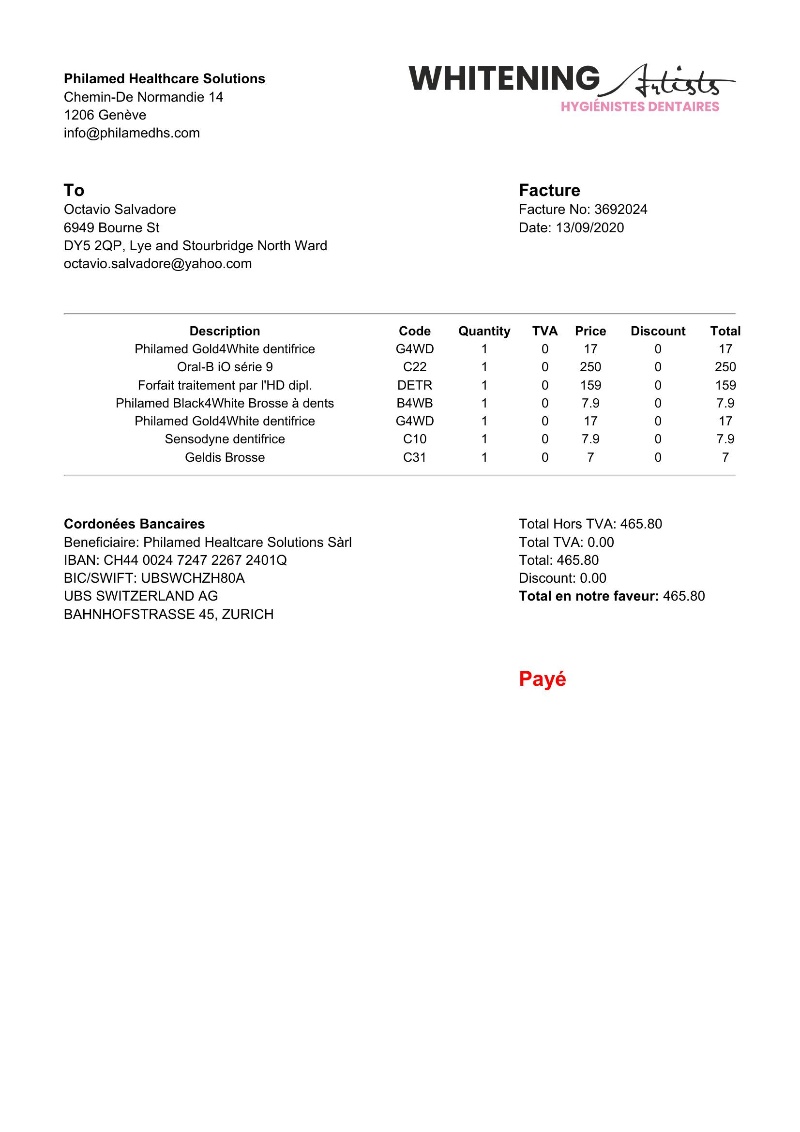 Philamed Healthcare Solutions
Chemin-De Normandie 14
1206 Genève
info@philamedhs.com
WHITENING Artists
HYGIÉNISTES DENTAIRES
To
Octavio Salvadore
6949 Bourne St
DY5 2QP, Lye and Stourbridge North Ward
octavio.salvadore@yahoo.com
Facture
Facture No: 3692024
Date: 13/09/2020
Description Code Quantity TVA Price Discount Total
Philamed Gold4White dentifrice G4WD 1 0 17 0 17
Oral-B iO série 9 C22 1 0 250 0 250
Forfait traitement par l'HD dipl. DETR 1 0 159 0 159
Philamed Black4White Brosse à dents B4WB 1 0 7.9 0 7.9
Philamed Gold4White dentifrice G4WD 1 0 17 0 17
Sensodyne dentifrice C10 1 0 7.9 0 7.9
Geldis Brosse C31 1 0 7 0 7
Cordonées Bancaires
Beneficiaire: Philamed Healtcare Solutions Sàrl
IBAN: CH44 0024 7247 2267 2401Q
BIC/SWIFT: UBSWCHZH80A
UBS SWITZERLAND AG
BAHNHOFSTRASSE 45, ZURICH
Total Hors TVA: 465.80
Total TVA: 0.00
Total: 465.80
Discount: 0.00
Total en notre faveur: 465.80
Payé